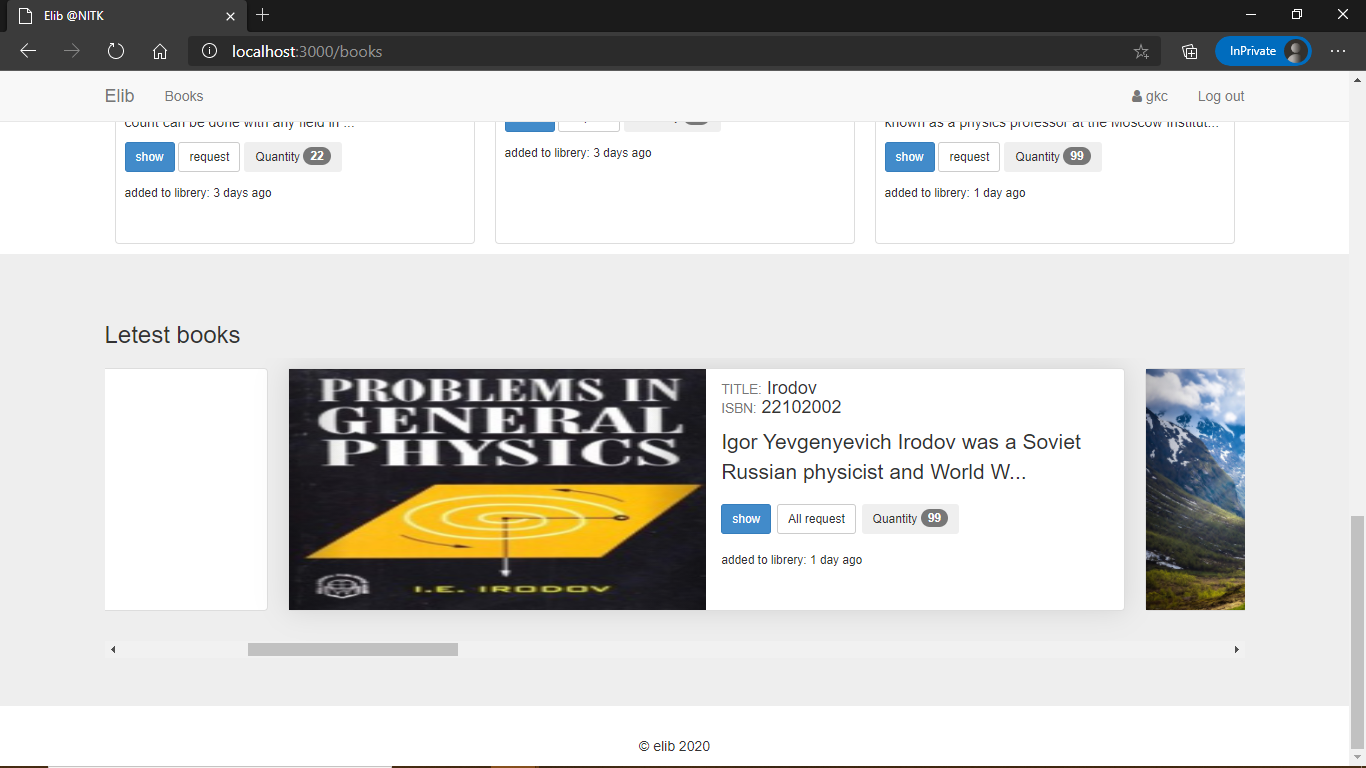 Elib @NITK
localhost:3000/books
InPrivate
Elib Books gkc Log out
count can be done with any field in ...
known as a physics professor at the Moscow Institut...
show request Quantity 22
added to librery: 3 days ago
added to librery: 3 days ago
show request Quantity 99
added to librery: 1 day ago
Letest books
PROBLEMS IN
GENERAL
PHYSICS
I.E. IRODOV
TITLE: Irodov
ISBN: 22102002
Igor Yevgenyevich Irodov was a Soviet
Russian physicist and World W...
show All request Quantity 99
added to librery: 1 day ago
© elib 2020